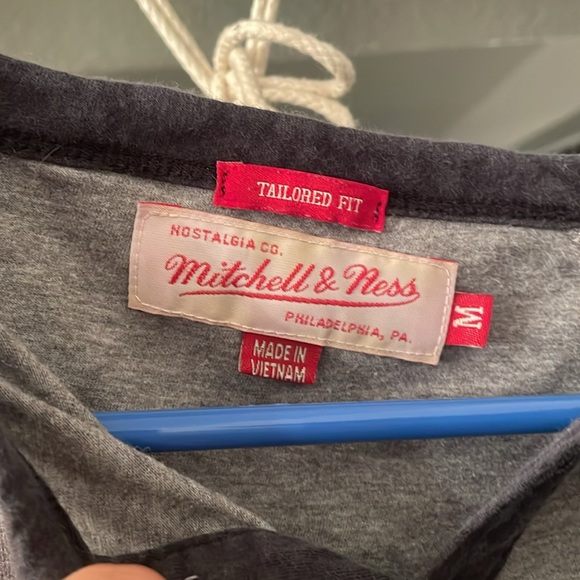 TAILORED FIT
NOSTALGIA CO.
Mitchell & Ness
PHILADELPHIA, PA.
M
MADE IN
VIETNAM